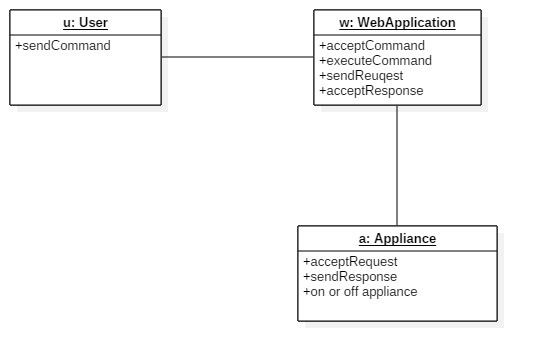 u: User
+sendCommand
w: WebApplication
+acceptCommand
+executeCommand
+sendReuqest
+acceptResponse
a: Appliance
+acceptRequest
+sendResponse
+on or off appliance